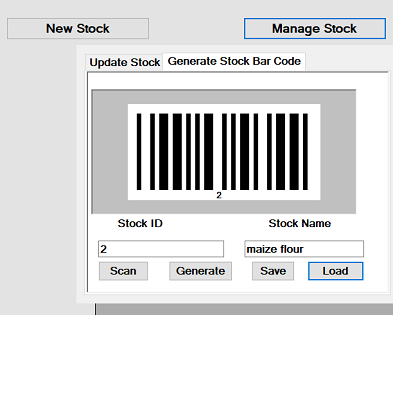 New Stock
Manage Stock
Update Stock
Generate Stock Bar Code
2
Stock ID
Stock Name
2
maize flour
Scan
Generate
Save
Load